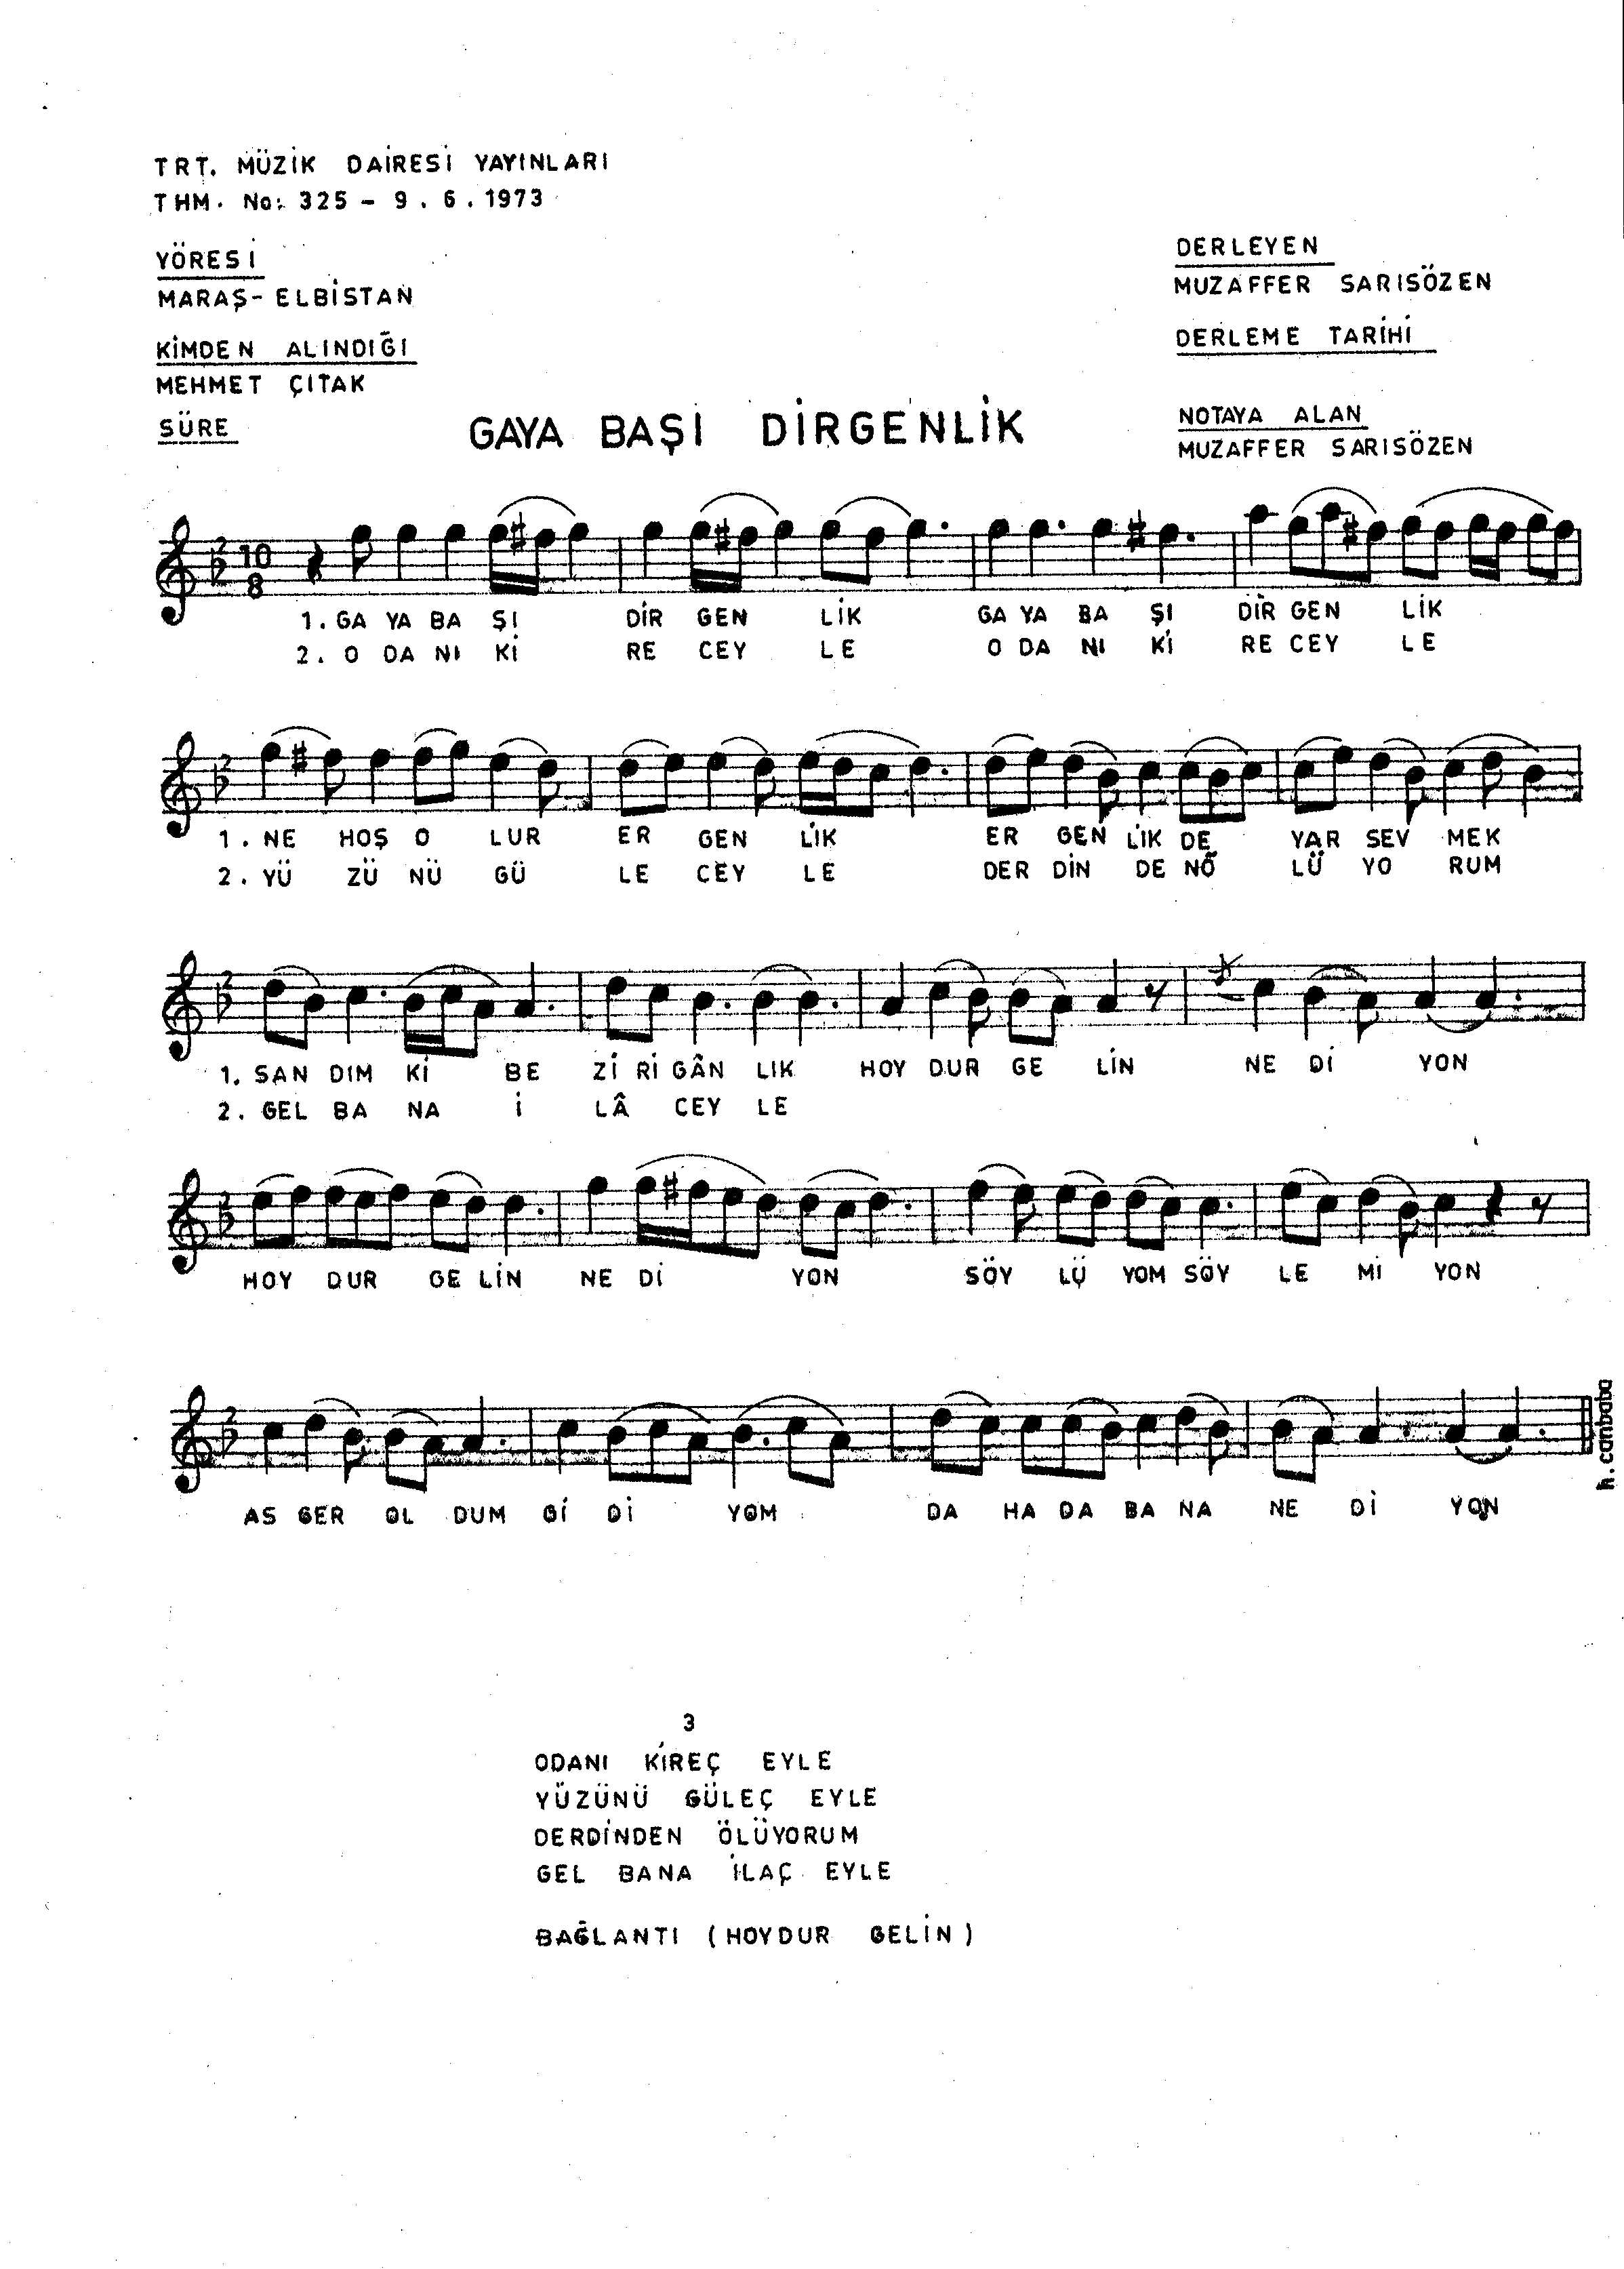 TRT. MÜZİK DAİRESİ YAYINLARI
THM. No: 325 - 9.6.1973
YÖRESİ
MARAŞ-ELBİSTAN
KİMDEN ALINDIĞI
MEHMET ÇITAK
SÜRE
DERLEYEN
MUZAFFER SARISÖZEN
DERLEME TARİHİ
NOTAYA ALAN
MUZAFFER SARISÖZEN
GAYA BAŞI DİRGENLİK
10
8
1. GA YA BA ŞI DİR GEN LİK GA YA BA ŞI DİR GEN LİK
2. O DA NI Kİ RE CEY LE O DA NI Kİ RE CEY LE
1. NE HOŞ O LUR ER GEN LİK ER GEN LİK DE YAR SEV MEK
2. YÜ ZÜ NÜ GÜ LE CEY LE DER DİN DE NÖ LÜ YO RUM
1. SAN DIM Kİ BE Zİ Rİ GÂN LIK HOY DUR GE LİN NE Dİ YON
2. GEL BA NA İ LÂ CEY LE
HOY DUR GE LİN NE Dİ YON SÖY LÜ YOM SÖY LE Mİ YON
AS GER OL DUM Gİ Dİ YOM DA HA DA BA NA NE Dİ YON
h. cambaba
3
ODANI KİREÇ EYLE
YÜZÜNÜ GÜLEÇ EYLE
DERDİNDEN ÖLÜYORUM
GEL BANA İLAÇ EYLE
BAĞLANTI (HOYDUR GELİN)